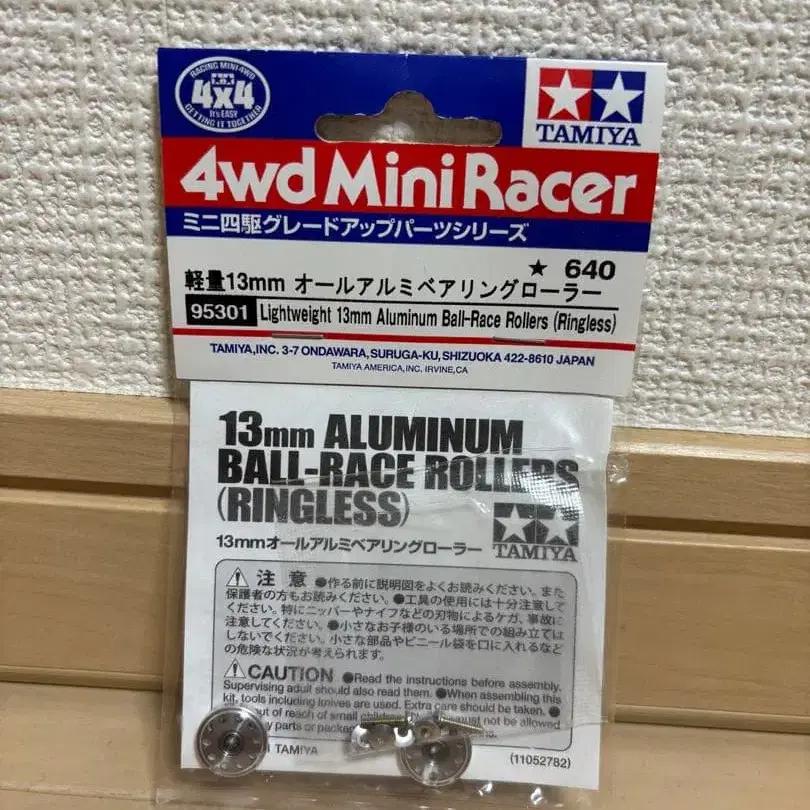 RACING MINI 4WD
4x4
It's EASY
GETTING IT TOGETHER
TAMIYA
4wd Mini Racer
ミニ四駆グレードアップパーツシリーズ
★ 640
軽量13mm オールアルミベアリングローラー
95301 Lightweight 13mm Aluminum Ball-Race Rollers (Ringless)
TAMIYA,INC. 3-7 ONDAWARA, SURUGA-KU, SHIZUOKA 422-8610 JAPAN
TAMIYA AMERICA,INC. IRVINE,CA
13mm ALUMINUM
BALL-RACE ROLLERS
(RINGLESS)
13mmオールアルミベアリングローラー
TAMIYA
注 意 ●作る前に説明図をよくお読みください。また
保護者の方もお読みください。●工具の使用には十分注意して
ください。特にニッパーやナイフなどの刃物によるケガ、事故に
注意してください。●小さなお子様のいる場所での組み立ては
しないでください。小さな部品やビニール袋を口に入れるなど
の危険な状況が考えられます。
CAUTION ●Read the instructions before assembly.
Supervising adult should also read them. ●When assembling this
kit, tools including knives are used. Extra care should be taken. ●
out of reach of small children. must not be allowed
any parts or packa
TAMIYA
(11052782)